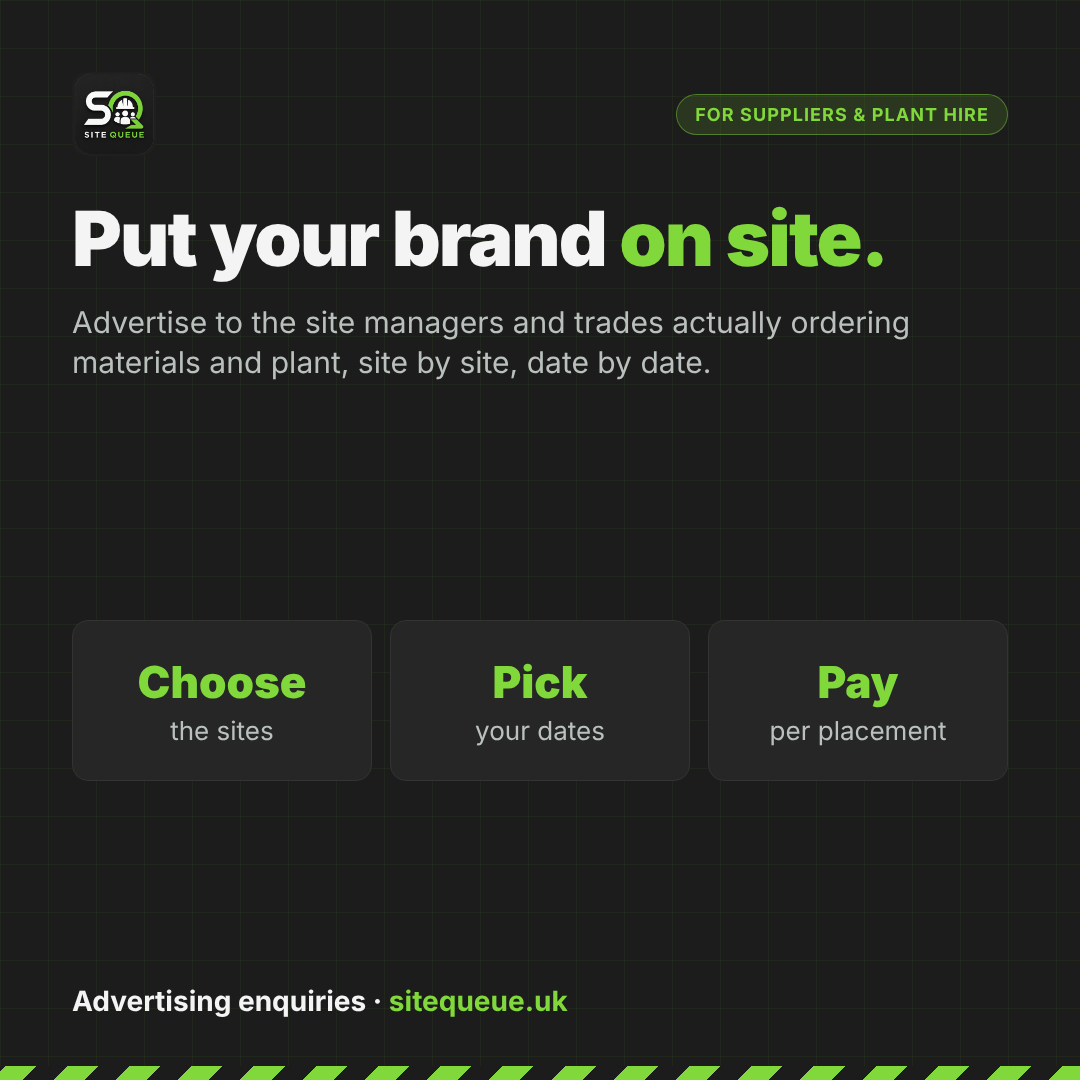 SQ
SITE QUEUE
FOR SUPPLIERS & PLANT HIRE
Put your brand on site.
Advertise to the site managers and trades actually ordering
materials and plant, site by site, date by date.
Choose
the sites
Pick
your dates
Pay
per placement
Advertising enquiries · sitequeue.uk